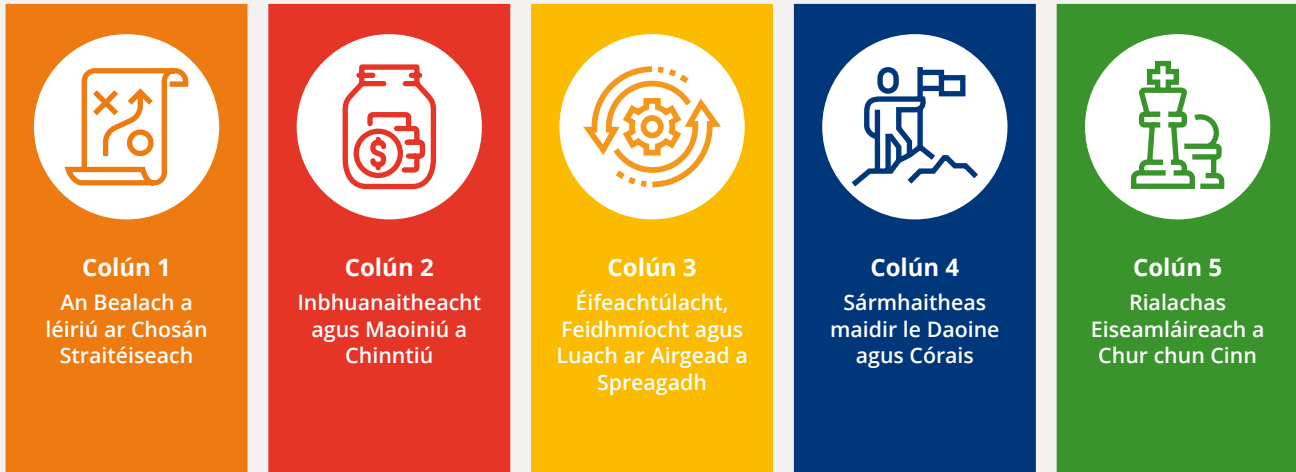 Colún 1
An Bealach a
léiriú ar Chosán
Straitéiseach
Colún 2
Inbhuanaitheacht
agus Maoiniú a
Chinntiú
Colún 3
Éifeachtúlacht,
Feidhmíocht agus
Luach ar Airgead a
Spreagadh
Colún 4
Sármhaitheas
maidir le Daoine
agus Córais
Colún 5
Rialachas
Eiseamláireach a
Chur chun Cinn